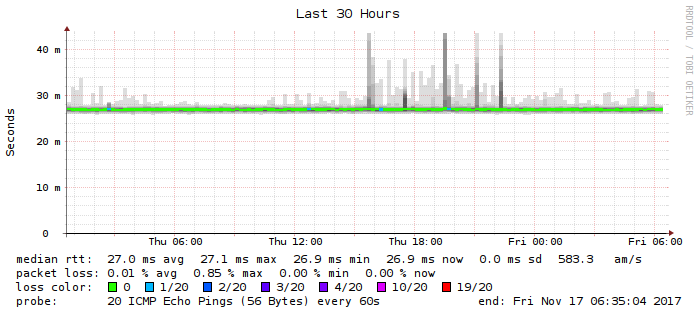 Last 30 Hours
RRDTOOL / TOBI OETIKER
Seconds
40 m
30 m
20 m
10 m
0
Thu 06:00 Thu 12:00 Thu 18:00 Fri 00:00 Fri 06:00
median rtt: 27.0 ms avg 27.1 ms max 26.9 ms min 26.9 ms now 0.0 ms sd 583.3 am/s
packet loss: 0.01 % avg 0.85 % max 0.00 % min 0.00 % now
loss color: 0 1/20 2/20 3/20 4/20 10/20 19/20
probe: 20 ICMP Echo Pings (56 Bytes) every 60s end: Fri Nov 17 06:35:04 2017